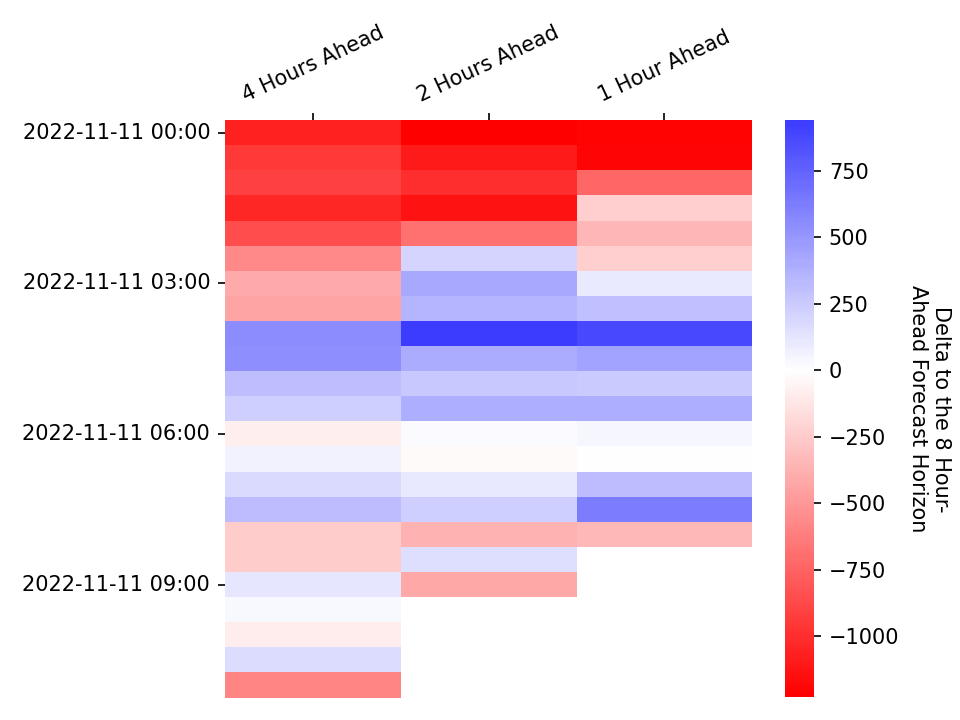 4 Hours Ahead
2 Hours Ahead
1 Hour Ahead
2022-11-11 00:00
2022-11-11 03:00
2022-11-11 06:00
2022-11-11 09:00
750
500
250
0
−250
−500
−750
−1000
Delta to the 8 Hour-
Ahead Forecast Horizon